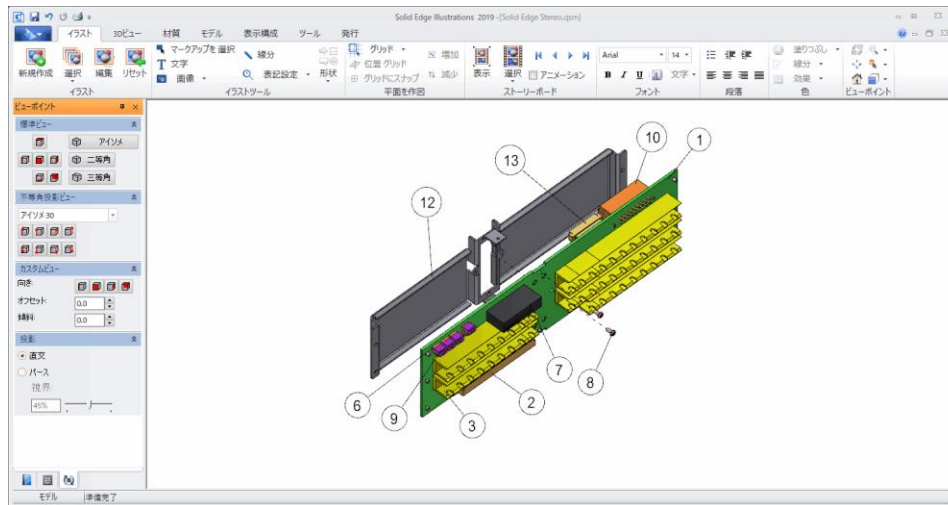 Solid Edge Illustrations 2019 - [Solid Edge Stereo.qsm]
イラスト 3Dビュー 材質 モデル 表示構成 ツール 発行
新規作成 選択 編集 リセット
イラスト
マークアップを選択
T 文字
画像
線分
表記設定
形状
イラストツール
グリッド
位置グリッド
グリッドにスナップ
増加
減少
平面を作図
表示 選択 アニメーション
ストーリーボード
Arial 14
B I U 文字
フォント
段落
塗りつぶし
線分
効果
色
ビューポイント
ビューポイント
標準ビュー
アイソメ
二等角
三等角
不等角投影ビュー
アイソメ 30
カスタムビュー
向き:
オフセット: 0.0
傾斜: 0.0
投影
直交
パース
視界
45%
10
1
13
12
7
8
6
9
3
2
モデル 準備完了